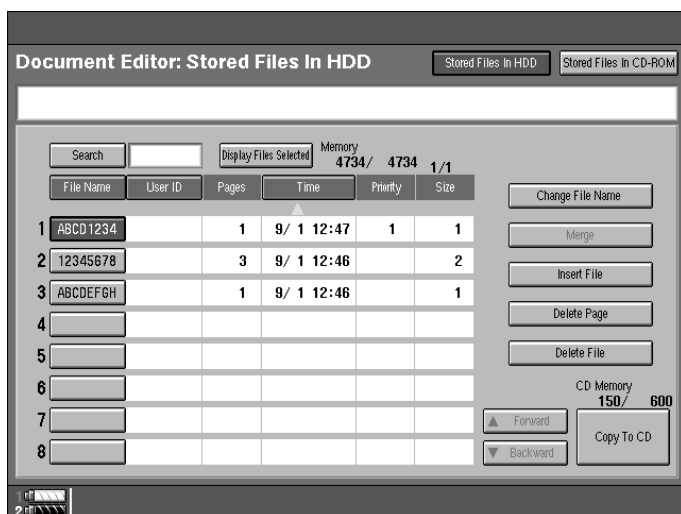 Document Editor: Stored Files In HDD Stored Files In HDD Stored Files In CD-ROM
Search Display Files Selected Memory 4734/ 4734 1/1
File Name User ID Pages Time Priority Size
1 ABCD1234 1 9/ 1 12:47 1 1
2 12345678 3 9/ 1 12:46 2
3 ABCDEFGH 1 9/ 1 12:46 1
4
5
6
7
8
Change File Name
Merge
Insert File
Delete Page
Delete File
CD Memory
150/ 600
▲ Forward
▼ Backward
Copy To CD
1
2